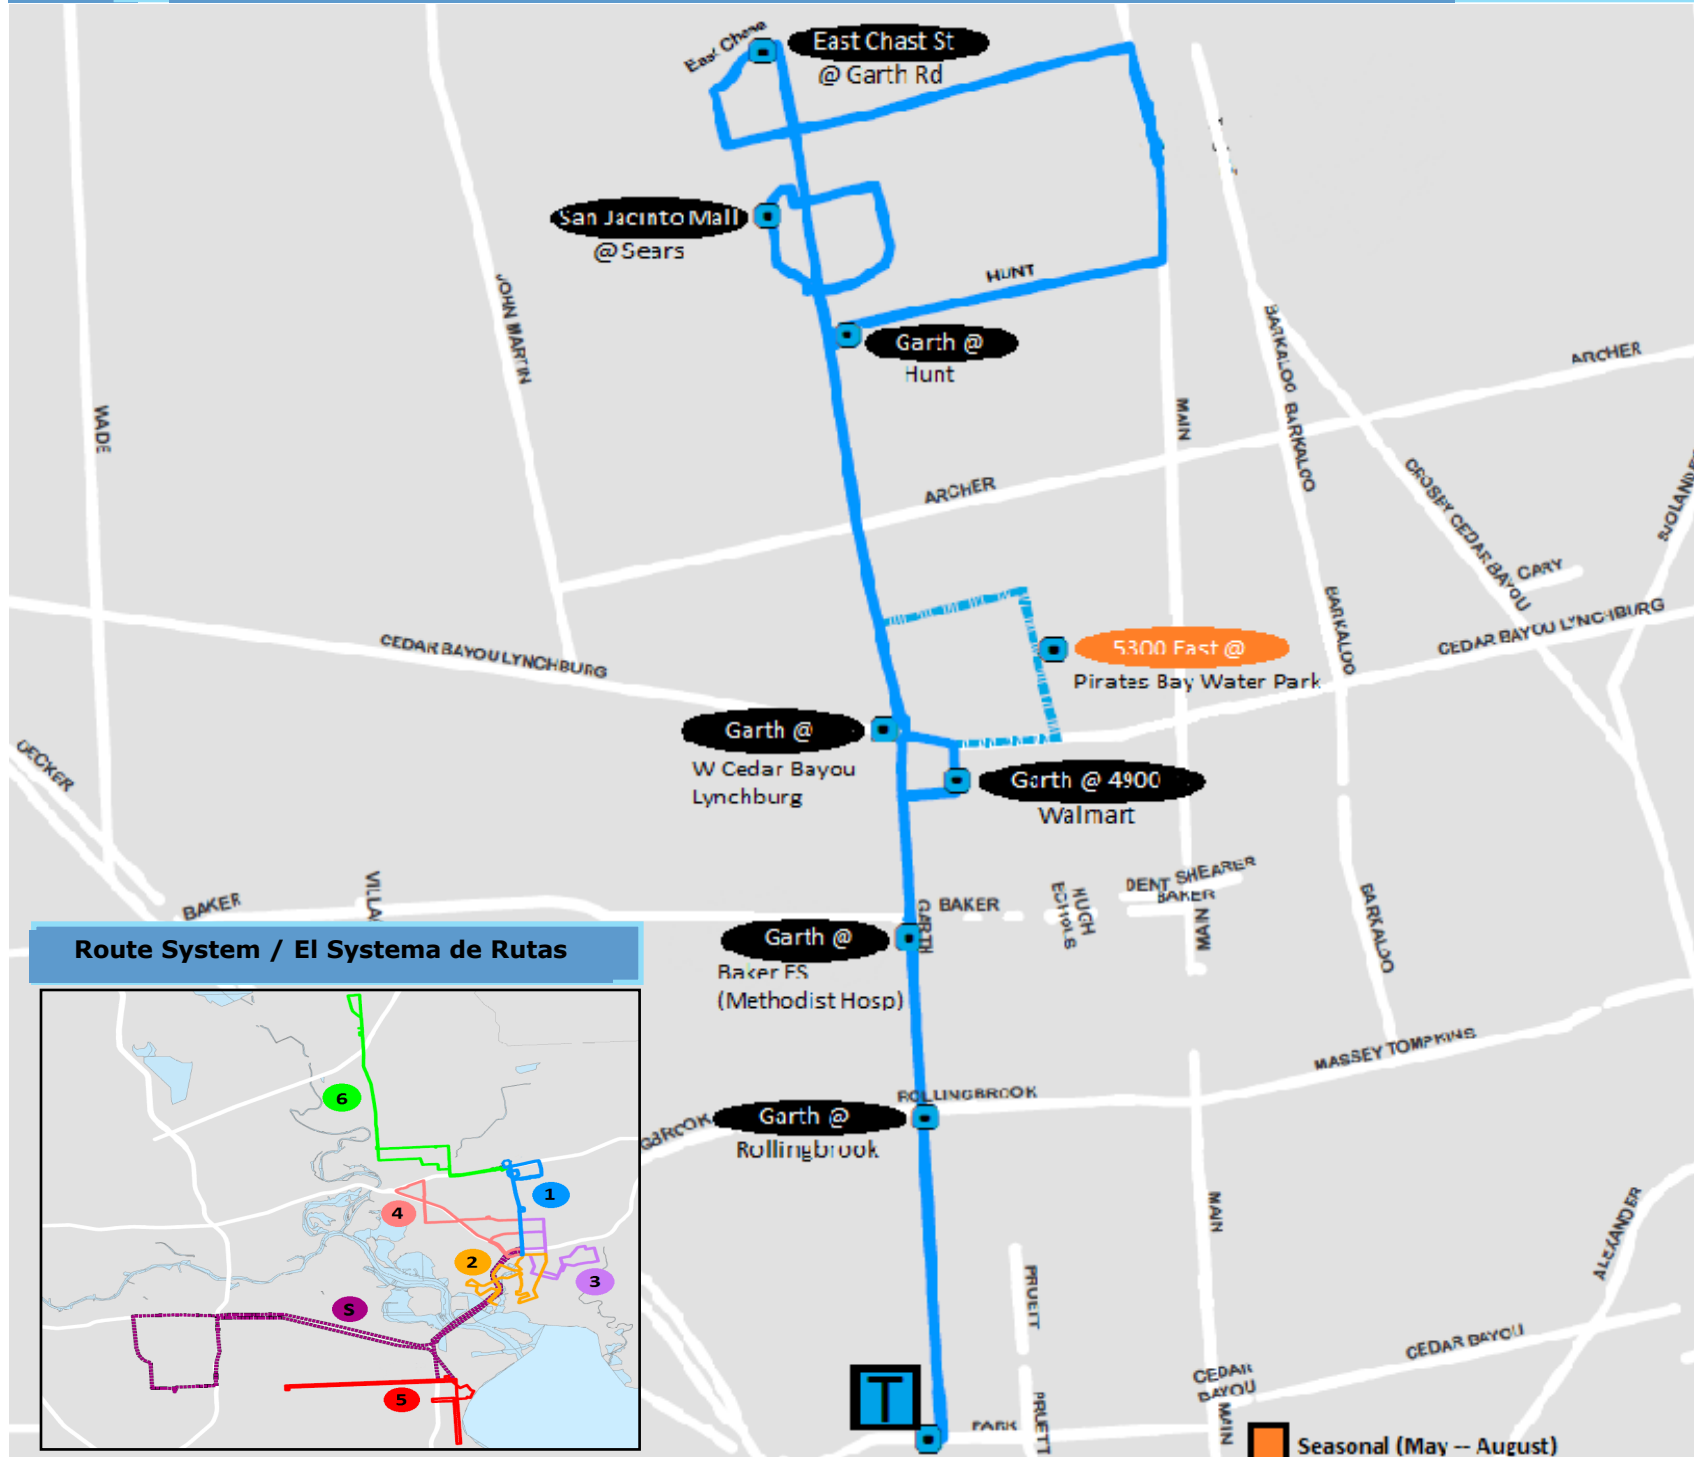 East Chase
East Chast St
@ Garth Rd
San Jacinto Mall
@ Sears
HUNT
Garth @
Hunt
JOHN MARTIN
WADE
MAIN
BARKALOO
BARKALOO
ARCHER
ARCHER
CROSBY CEDAR BAYOU
CARY
BARKALOO
CEDAR BAYOU LYNCHBURG
CEDAR BAYOU LYNCHBURG
5300 East @
Pirates Bay Water Park
Garth @
W Cedar Bayou
Lynchburg
Garth @ 4900
Walmart
DECKER
BAKER
BAKER
GARTH
HUGH
ECHOLS
DENT
SHEARER
BAKER
MAIN
BARKALOO
Garth @
Baker ES
(Methodist Hosp)
MASSEY TOMPKINS
ROLLINGBROOK
Garth @
Rollingbrook
MAIN
ALEXANDER
PRUETT
PRUETT
CEDAR BAYOU
CEDAR
BAYOU
MAIN
PARK
T
Seasonal (May -- August)
Route System / El Systema de Rutas
6
1
4
2
3
S
5